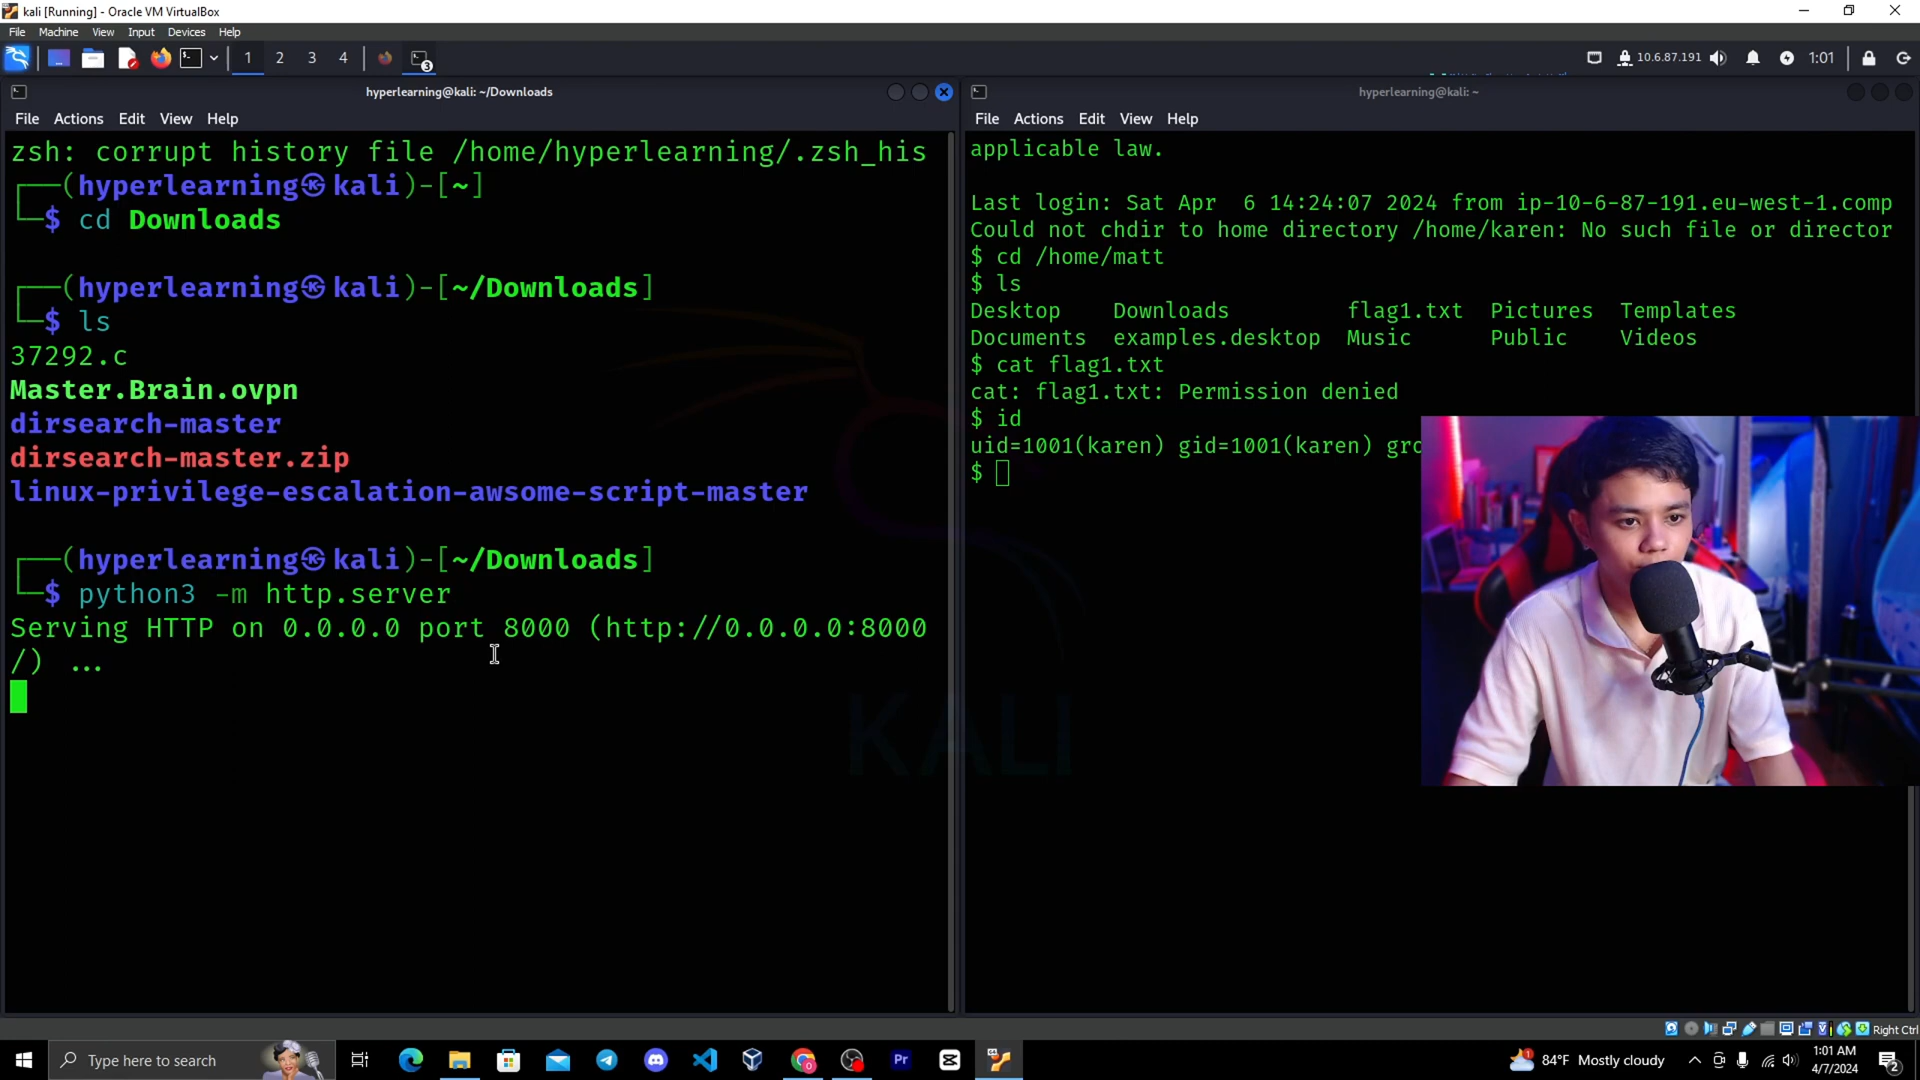 kali [Running] - Oracle VM VirtualBox
File Machine View Input Devices Help
1 2 3 4
3
10.6.87.191
1:01
hyperlearning@kali: ~/Downloads
File Actions Edit View Help
zsh: corrupt history file /home/hyperlearning/.zsh_his
(hyperlearning㉿kali)-[~]
$ cd Downloads
(hyperlearning㉿kali)-[~/Downloads]
$ ls
37292.c
Master.Brain.ovpn
dirsearch-master
dirsearch-master.zip
linux-privilege-escalation-awsome-script-master
(hyperlearning㉿kali)-[~/Downloads]
$ python3 -m http.server
Serving HTTP on 0.0.0.0 port 8000 (http://0.0.0.0:8000
/) ...
hyperlearning@kali: ~
File Actions Edit View Help
applicable law.
Last login: Sat Apr  6 14:24:07 2024 from ip-10-6-87-191.eu-west-1.comp
Could not chdir to home directory /home/karen: No such file or director
$ cd /home/matt
$ ls
Desktop Downloads flag1.txt Pictures Templates
Documents examples.desktop Music Public Videos
$ cat flag1.txt
cat: flag1.txt: Permission denied
$ id
uid=1001(karen) gid=1001(karen) gro
$
KALI
Right Ctrl
Type here to search
Pr
84°F Mostly cloudy
1:01 AM
4/7/2024
2